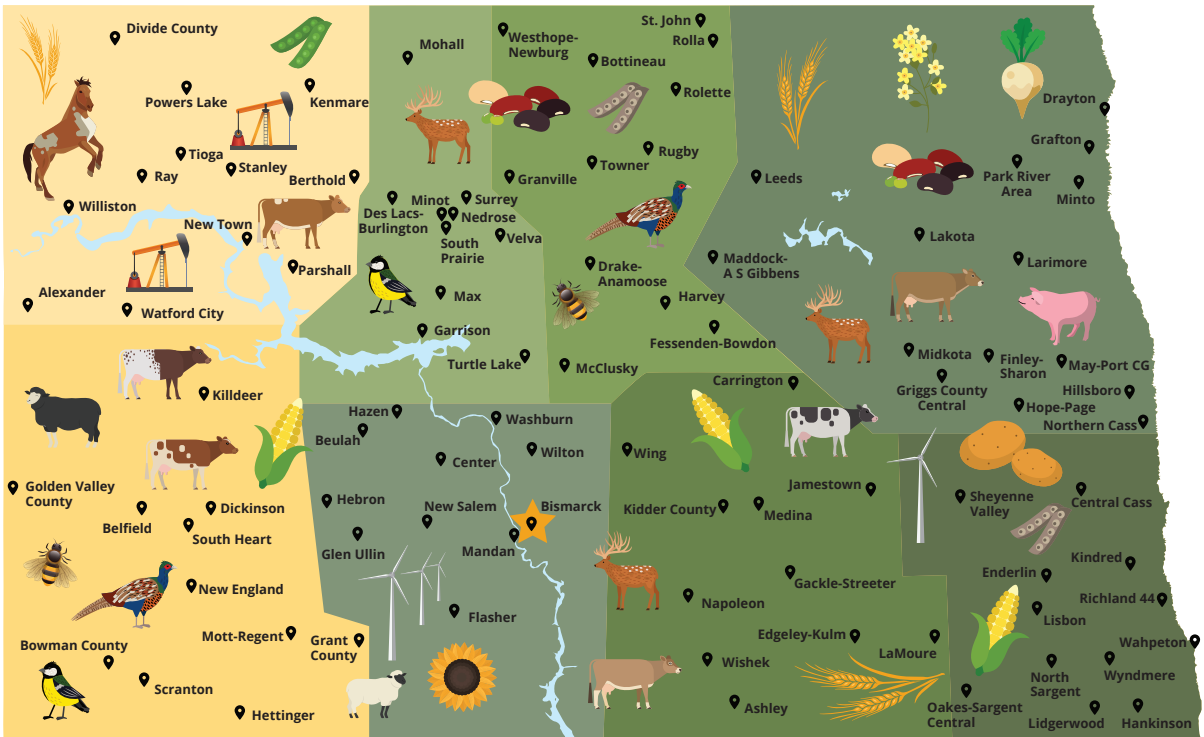 Divide County
Powers Lake
Kenmare
Tioga
Stanley
Ray
Berthold
Williston
New Town
Parshall
Alexander
Watford City
Mohall
Minot
Surrey
Des Lacs-
Burlington
Nedrose
South
Prairie
Velva
Max
Garrison
Turtle Lake
St. John
Rolla
Westhope-
Newburg
Bottineau
Rolette
Rugby
Towner
Granville
Drake-
Anamoose
Harvey
Fessenden-Bowdon
McClusky
Drayton
Grafton
Park River
Area
Minto
Leeds
Lakota
Maddock-
A S Gibbens
Larimore
Midkota
Finley-
Sharon
May-Port CG
Griggs County
Central
Hillsboro
Hope-Page
Northern Cass
Killdeer
Golden Valley
County
Belfield
Dickinson
South Heart
New England
Mott-Regent
Bowman County
Scranton
Hettinger
Hazen
Beulah
Washburn
Center
Wilton
Hebron
New Salem
Bismarck
Glen Ullin
Mandan
Flasher
Grant
County
Carrington
Wing
Jamestown
Kidder County
Medina
Gackle-Streeter
Napoleon
Edgeley-Kulm
LaMoure
Wishek
Ashley
Sheyenne
Valley
Central Cass
Kindred
Enderlin
Richland 44
Lisbon
Wahpeton
North
Sargent
Wyndmere
Oakes-Sargent
Central
Lidgerwood
Hankinson